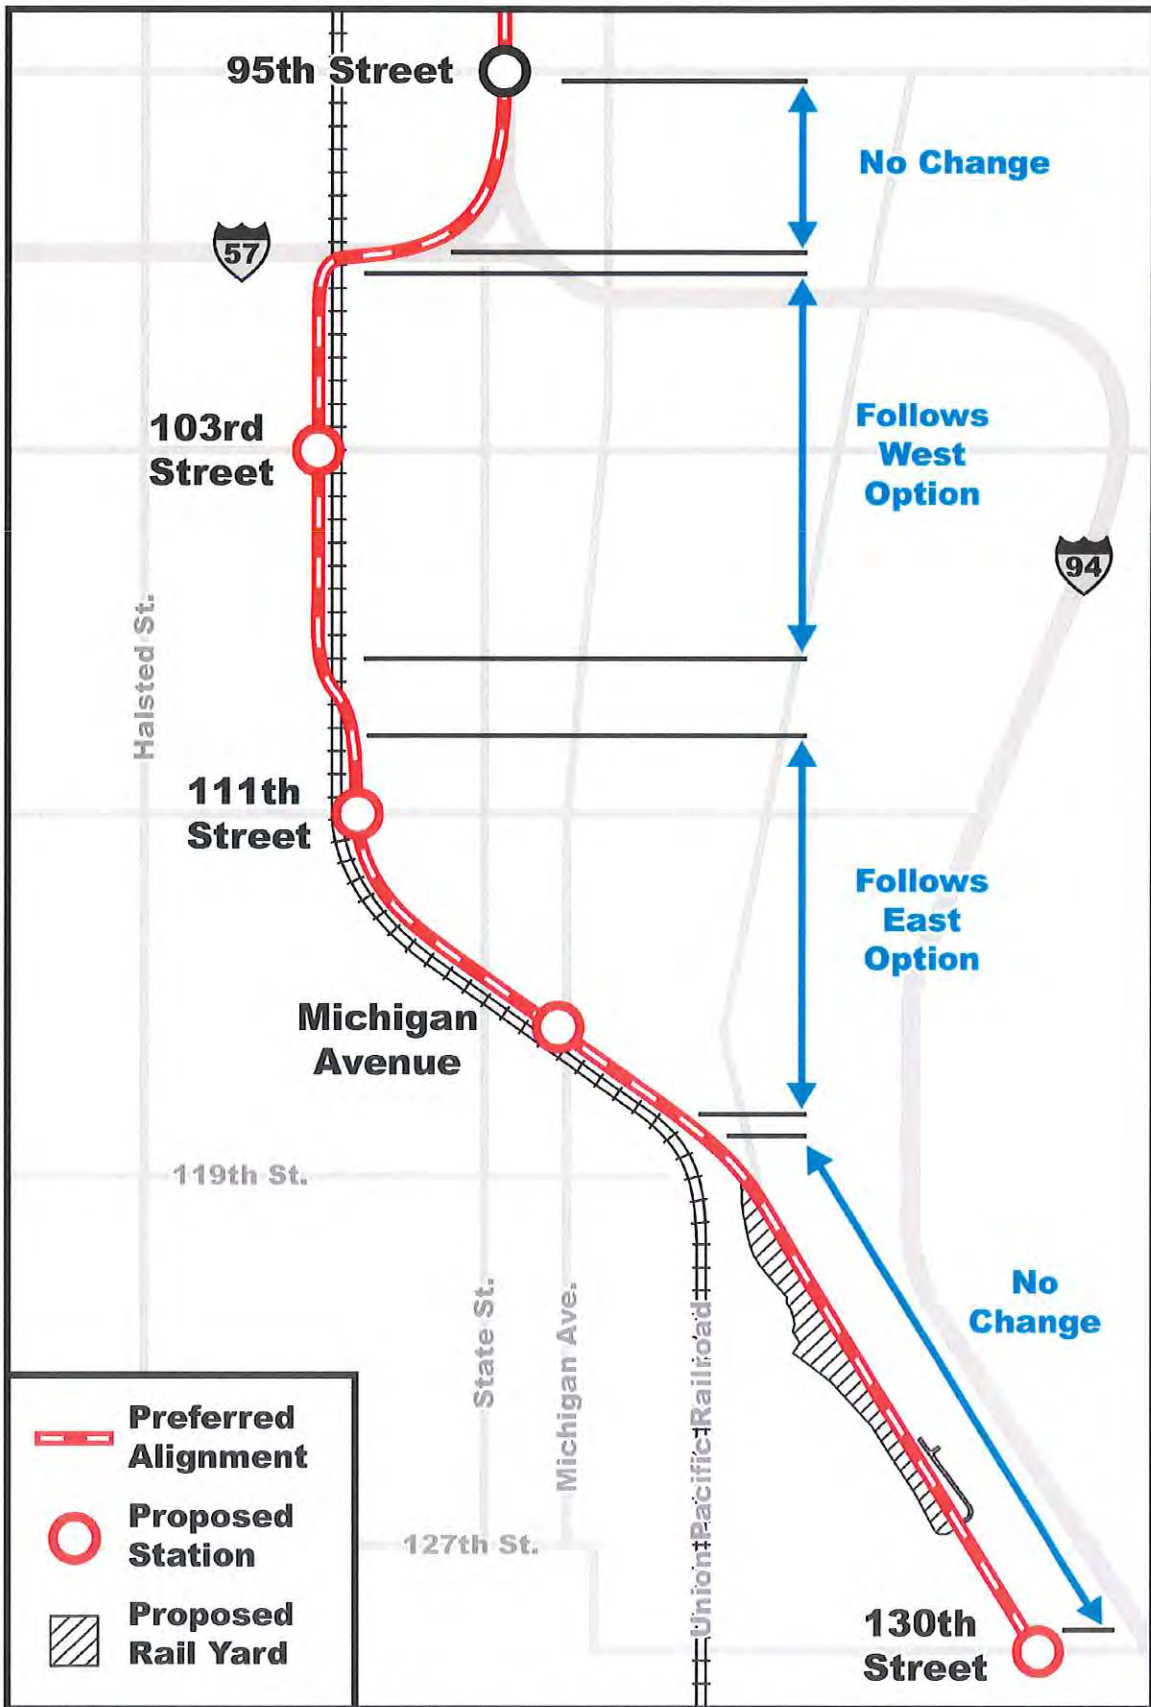 95th Street
No Change
57
103rd
Street
Follows
West
Option
94
Halsted St.
111th
Street
Follows
East
Option
Michigan
Avenue
119th St.
No
Change
State St.
Michigan Ave.
Union Pacific Railroad
Preferred
Alignment
Proposed
Station
127th St.
Proposed
Rail Yard
130th
Street